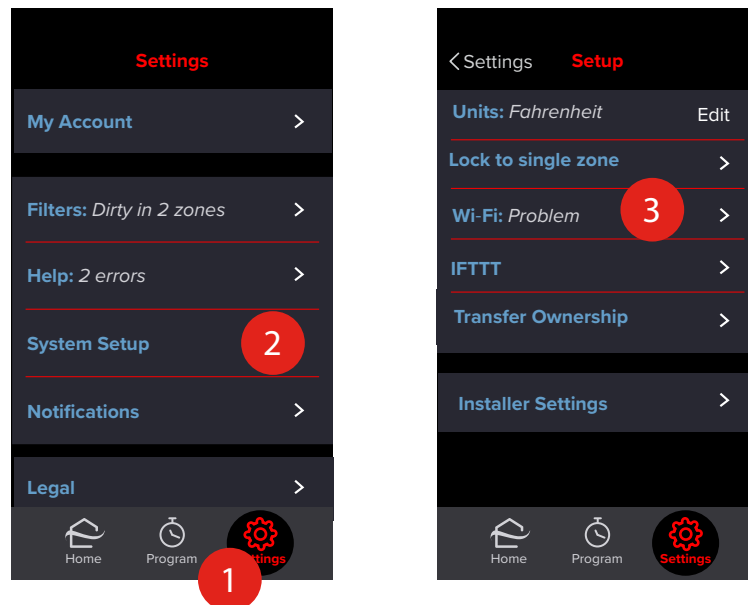 Settings
My Account
Filters: Dirty in 2 zones
Help: 2 errors
System Setup
2
Notifications
Legal
Home
Program
Settings
1
Settings
Setup
Units: Fahrenheit
Edit
Lock to single zone
Wi-Fi: Problem
3
IFTTT
Transfer Ownership
Installer Settings
Home
Program
Settings